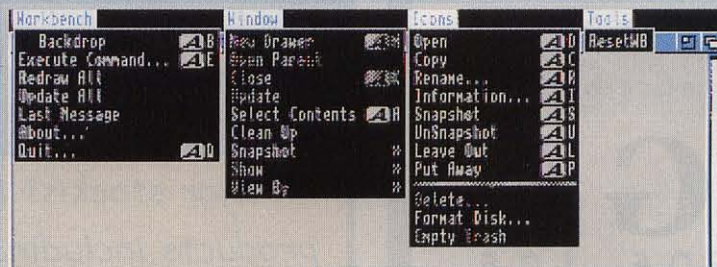 Workbench
Backdrop B
Execute Command... E
Redraw All
Update All
Last Message
About...
Quit... Q
Window
New Drawer N
Open Parent
Close K
Update
Select Contents A
Clean Up
Snapshot »
Show »
View By »
Icons
Open O
Copy C
Rename... R
Information... I
Snapshot S
UnSnapshot U
Leave Out L
Put Away P
Delete...
Format Disk...
Empty Trash
Tools
ResetWB
G